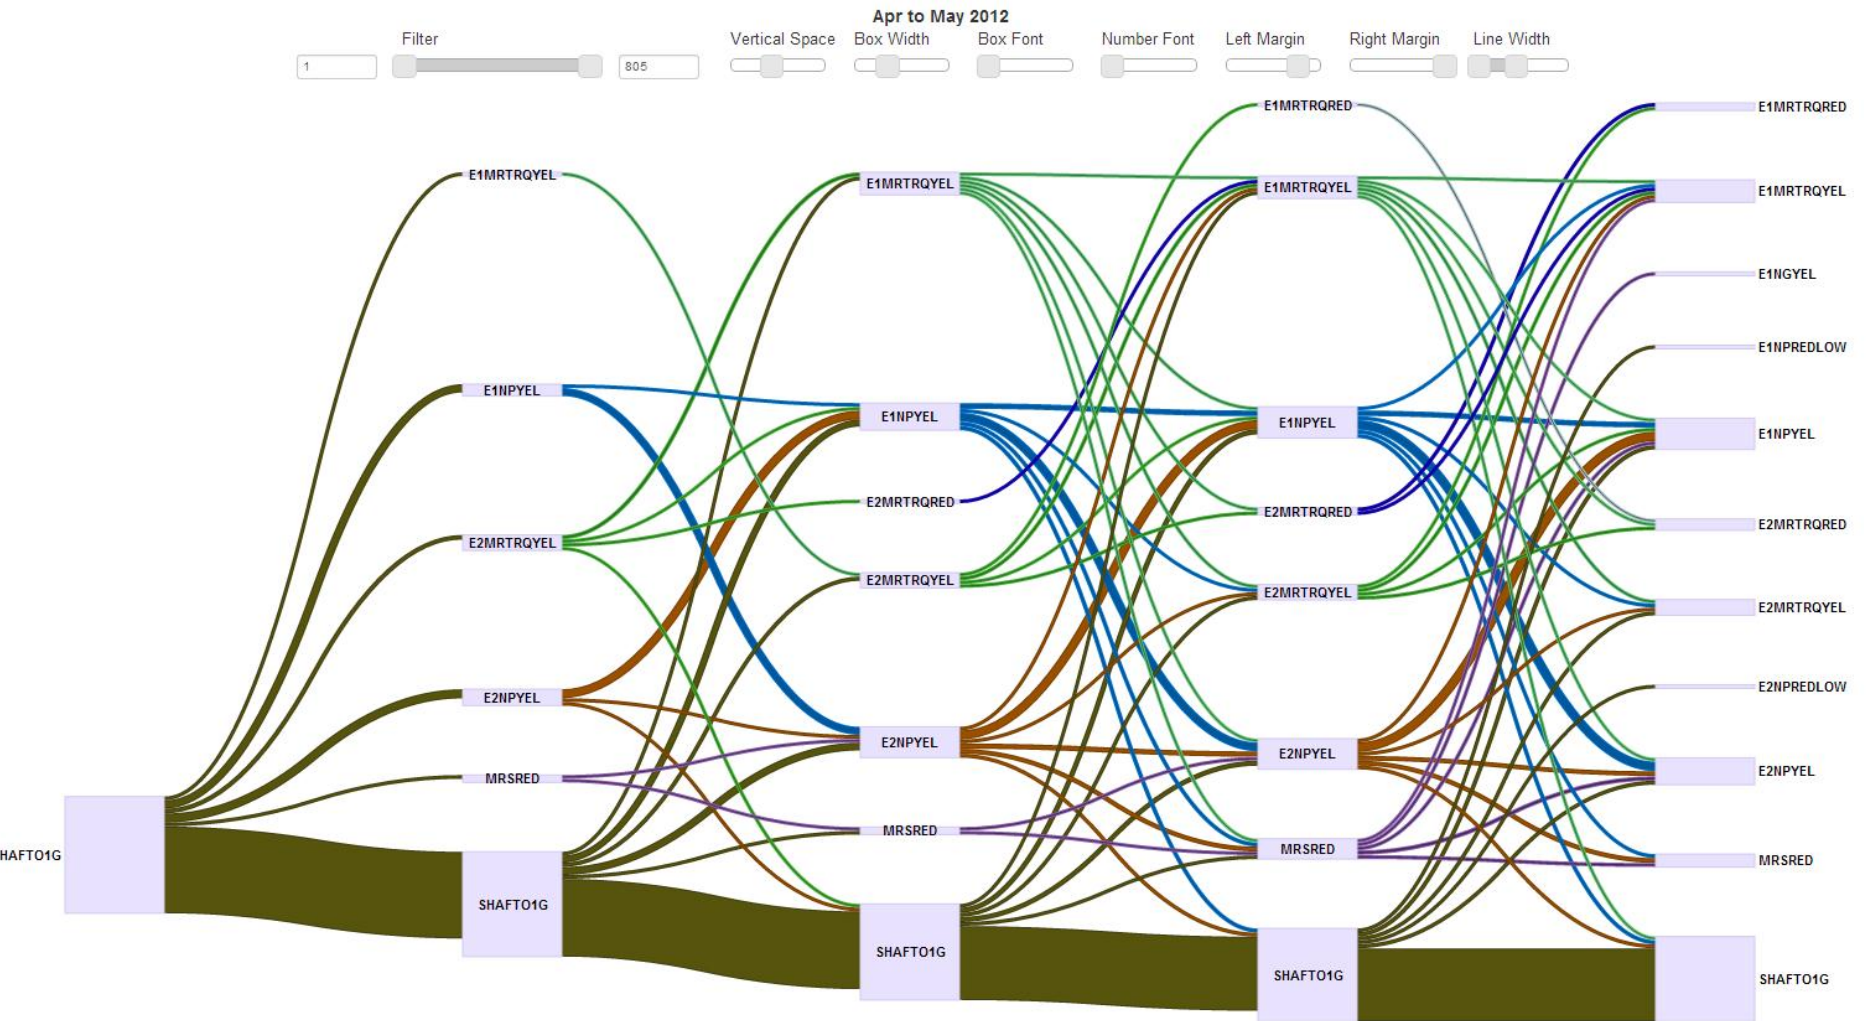 Apr to May 2012
Filter
Vertical Space
Box Width
Box Font
Number Font
Left Margin
Right Margin
Line Width
1
805
HAFTO1G
E1MRTRQYEL
E1NPYEL
E2MRTRQYEL
E2NPYEL
MRSRED
SHAFTO1G
E1MRTRQYEL
E1NPYEL
E2MRTRQRED
E2MRTRQYEL
E2NPYEL
MRSRED
SHAFTO1G
E1MRTRQRED
E1MRTRQYEL
E1NPYEL
E2MRTRQRED
E2MRTRQYEL
E2NPYEL
MRSRED
SHAFTO1G
E1MRTRQRED
E1MRTRQYEL
E1NGYEL
E1NPREDLOW
E1NPYEL
E2MRTRQRED
E2MRTRQYEL
E2NPREDLOW
E2NPYEL
MRSRED
SHAFTO1G